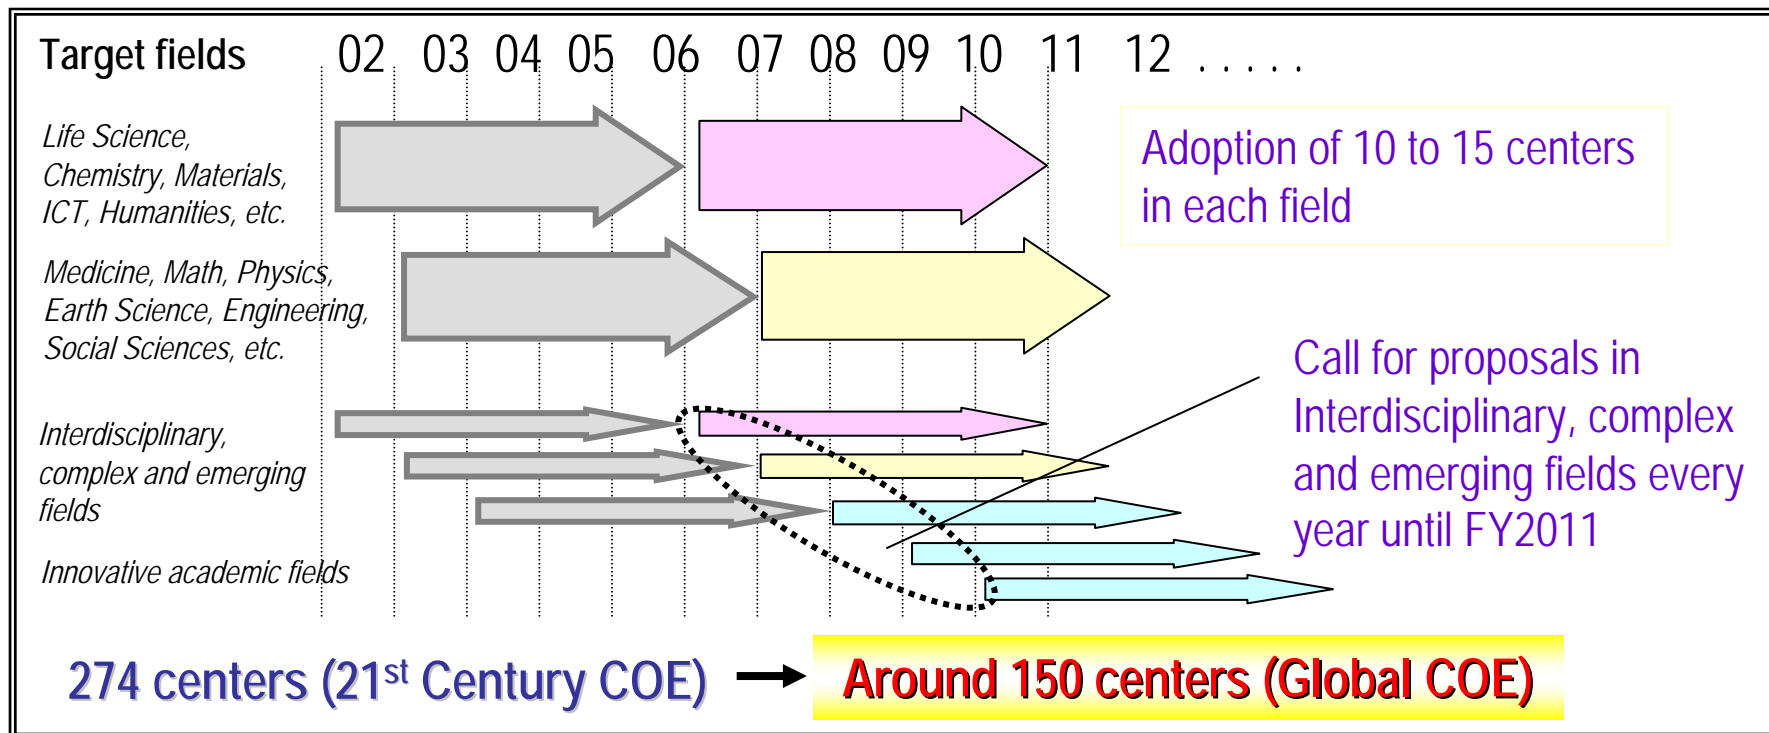 Target fields 02 03 04 05 06 07 08 09 10 11 12 . . . . .
Life Science,
Chemistry, Materials,
ICT, Humanities, etc.
Adoption of 10 to 15 centers
in each field
Medicine, Math, Physics,
Earth Science, Engineering,
Social Sciences, etc.
Call for proposals in
Interdisciplinary, complex
and emerging fields every
year until FY2011
Interdisciplinary,
complex and emerging
fields
Innovative academic fields
274 centers (21st Century COE) → Around 150 centers (Global COE)